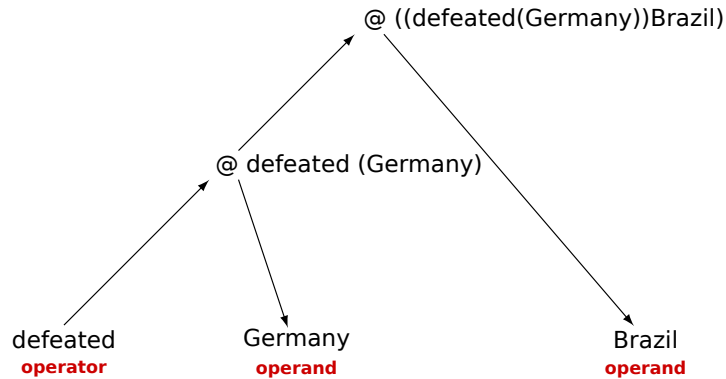 @ ((defeated(Germany))Brazil)
@ defeated (Germany)
defeated
operator
Germany
operand
Brazil
operand